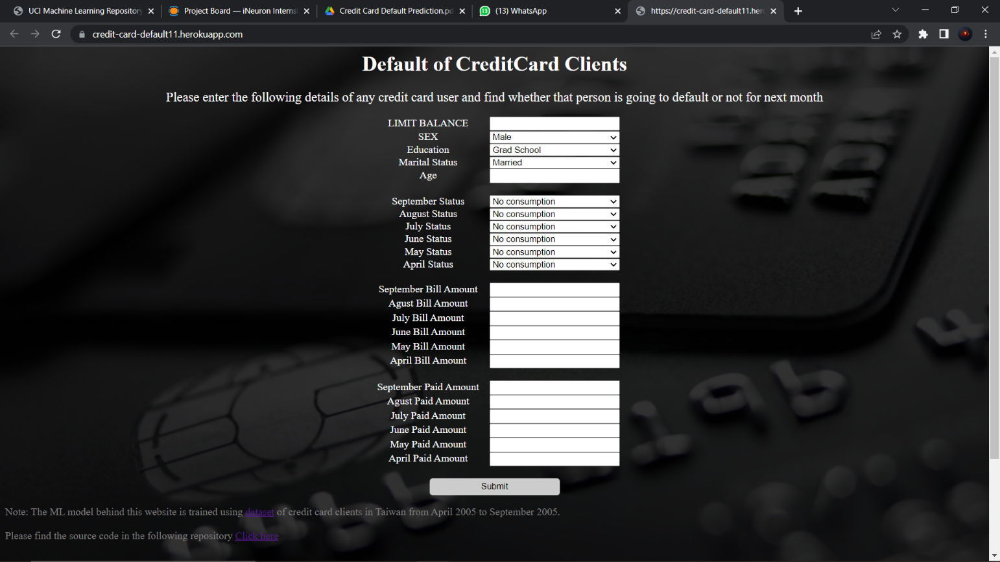 UCI Machine Learning Repository
Project Board — iNeuron Interns
Credit Card Default Prediction.pd
(13) WhatsApp
https://credit-card-default11.her
credit-card-default11.herokuapp.com
Default of CreditCard Clients
Please enter the following details of any credit card user and find whether that person is going to default or not for next month
LIMIT BALANCE
SEX Male
Education Grad School
Marital Status Married
Age
September Status No consumption
August Status No consumption
July Status No consumption
June Status No consumption
May Status No consumption
April Status No consumption
September Bill Amount
Agust Bill Amount
July Bill Amount
June Bill Amount
May Bill Amount
April Bill Amount
September Paid Amount
Agust Paid Amount
July Paid Amount
June Paid Amount
May Paid Amount
April Paid Amount
Submit
Note: The ML model behind this website is trained using dataset of credit card clients in Taiwan from April 2005 to September 2005.
Please find the source code in the following repository Click here